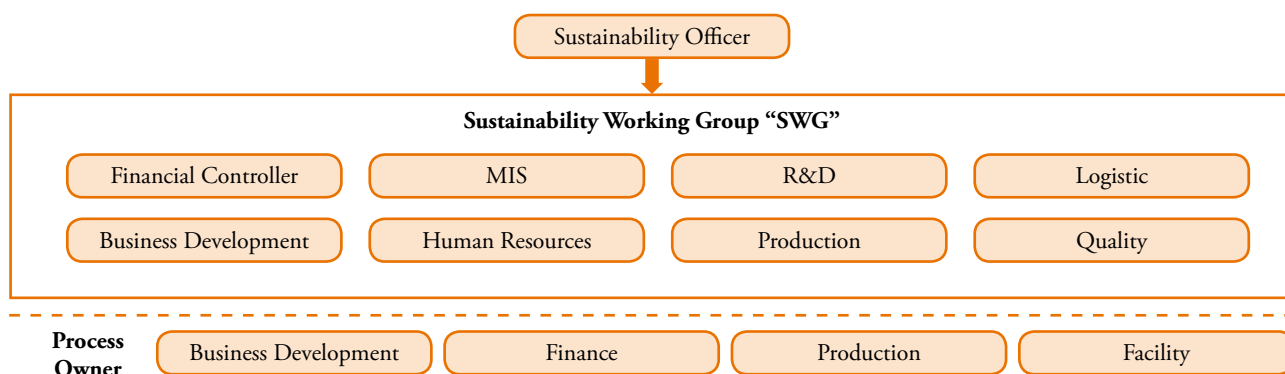 Sustainability Officer
Sustainability Working Group “SWG”
Financial Controller
MIS
R&D
Logistic
Business Development
Human Resources
Production
Quality
Process
Owner
Business Development
Finance
Production
Facility